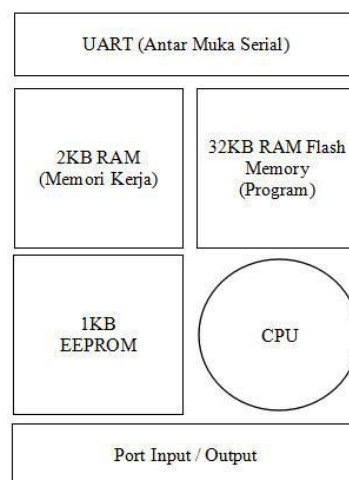 UART (Antar Muka Serial)
2KB RAM
(Memori Kerja)
32KB RAM Flash
Memory
(Program)
1KB
EEPROM
CPU
Port Input / Output